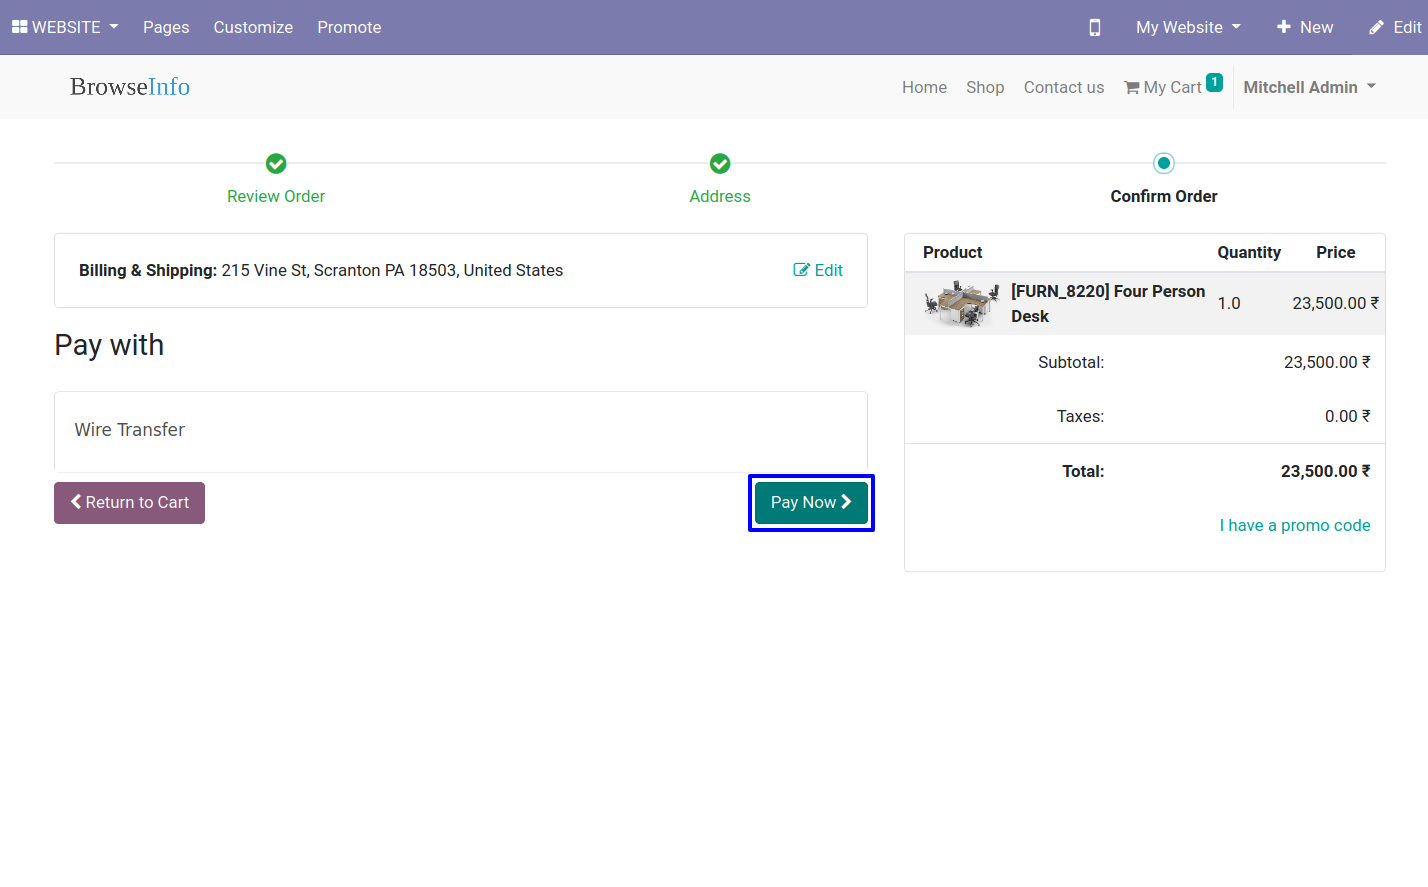 WEBSITE Pages Customize Promote My Website New Edit
BrowseInfo Home Shop Contact us My Cart 1 Mitchell Admin
Review Order Address Confirm Order
Billing & Shipping: 215 Vine St, Scranton PA 18503, United States Edit
Pay with
Wire Transfer
Return to Cart Pay Now
Product Quantity Price
[FURN_8220] Four Person
Desk
1.0 23,500.00 ₹
Subtotal: 23,500.00 ₹
Taxes: 0.00 ₹
Total: 23,500.00 ₹
I have a promo code